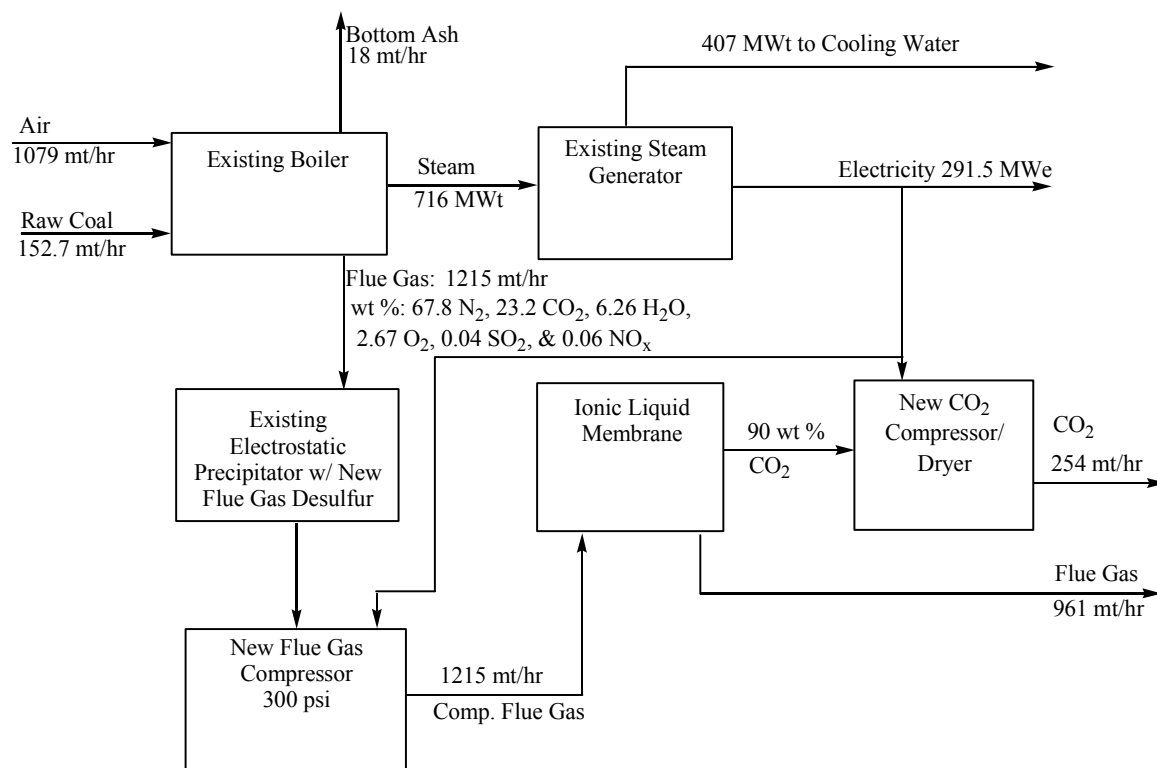 Bottom Ash
18 mt/hr
407 MWt to Cooling Water
Air
1079 mt/hr
Existing Boiler
Steam
716 MWt
Existing Steam
Generator
Electricity 291.5 MWe
Raw Coal
152.7 mt/hr
Flue Gas:  1215 mt/hr
wt %: 67.8 N₂, 23.2 CO₂, 6.26 H₂O,
2.67 O₂, 0.04 SO₂, & 0.06 NOₓ
Existing
Electrostatic
Precipitator w/ New
Flue Gas Desulfur
Ionic Liquid
Membrane
90 wt %
CO₂
New CO₂
Compressor/
Dryer
CO₂
254 mt/hr
Flue Gas
961 mt/hr
New Flue Gas
Compressor
300 psi
1215 mt/hr
Comp. Flue Gas